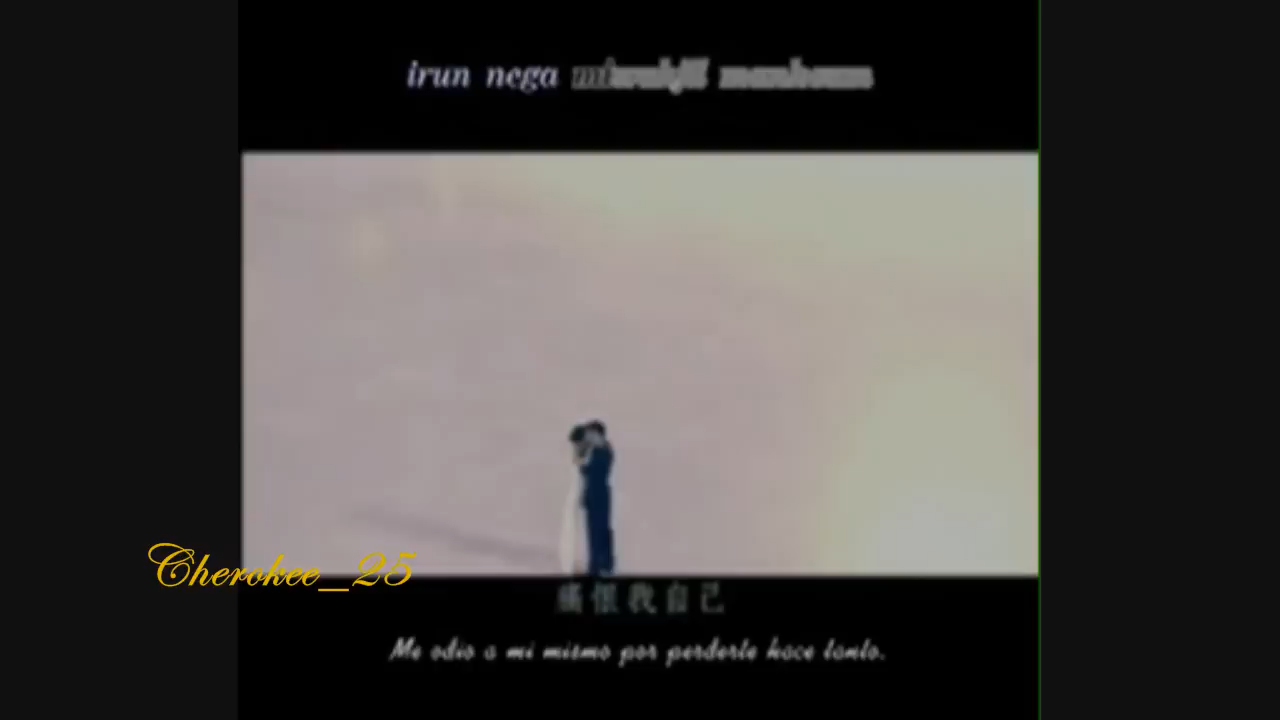 irun nega
Cherokee_25
痛恨我自己
Me odio a mi mismo por perderte hace tanto.